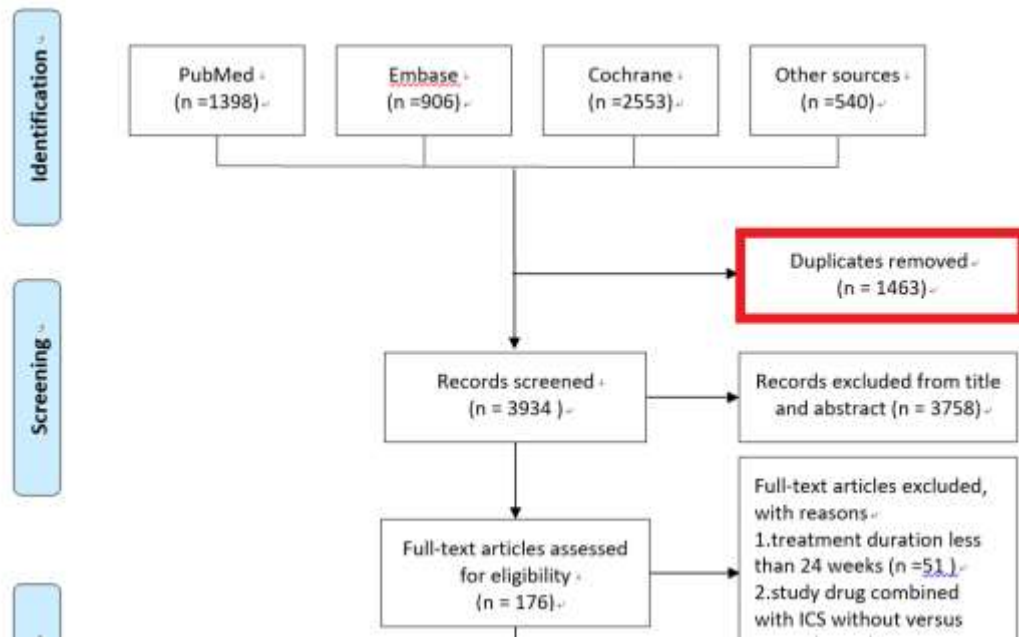 Identification
PubMed
(n =1398)
Embase
(n =906)
Cochrane
(n =2553)
Other sources
(n =540)
Duplicates removed
(n = 1463)
Screening
Records screened
(n = 3934 )
Records excluded from title
and abstract (n = 3758)
Full-text articles assessed
for eligibility
(n = 176)
Full-text articles excluded,
with reasons
1.treatment duration less
than 24 weeks (n =51 )
2.study drug combined
with ICS without versus